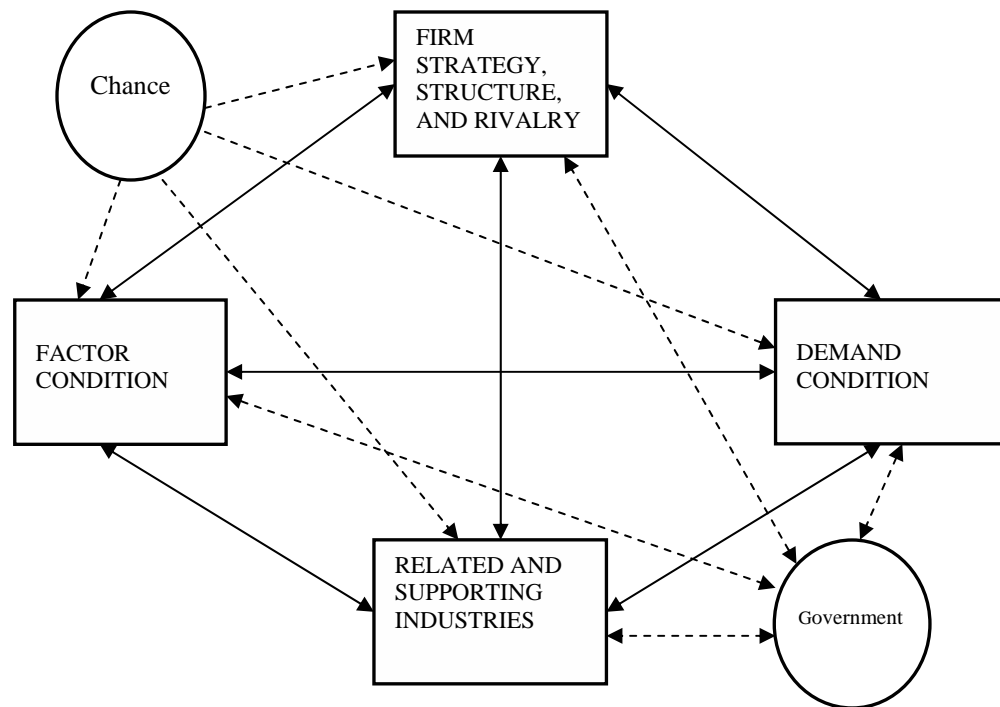 Chance
FIRM
STRATEGY,
STRUCTURE,
AND RIVALRY
FACTOR
CONDITION
DEMAND
CONDITION
RELATED AND
SUPPORTING
INDUSTRIES
Government